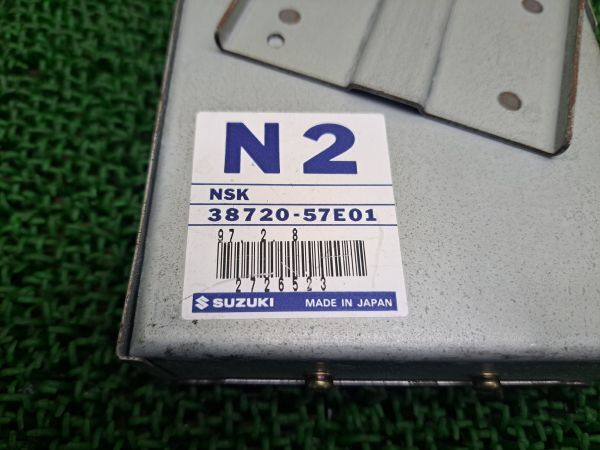 N2
NSK
38720-57E01
97. 2. 8
2726523
SUZUKI MADE IN JAPAN